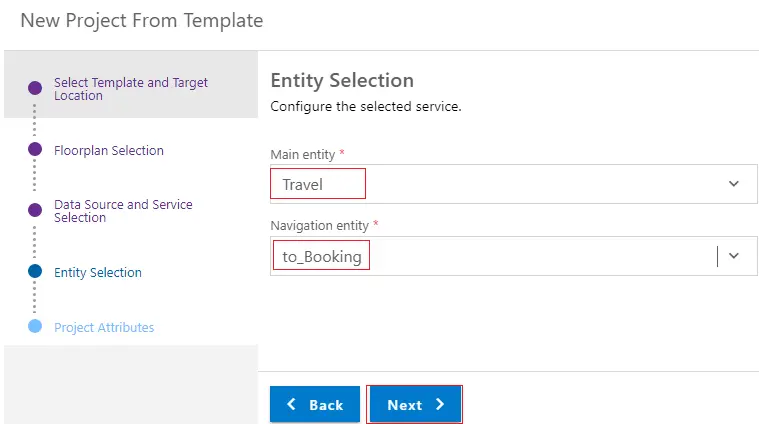 New Project From Template
Select Template and Target
Location
Floorplan Selection
Data Source and Service
Selection
Entity Selection
Project Attributes
Entity Selection
Configure the selected service.
Main entity *
Travel
Navigation entity *
to_Booking
Back
Next